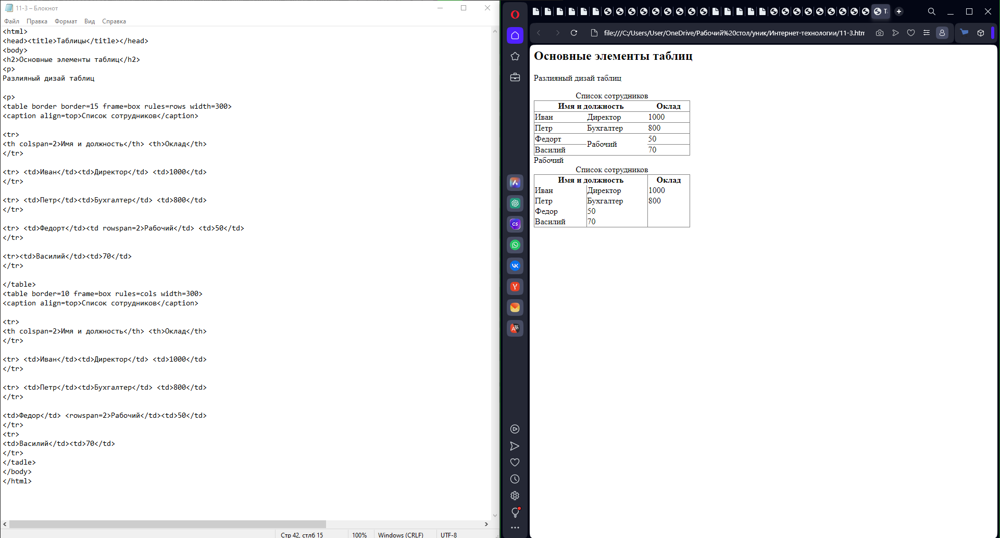 11-3 – Блокнот
Файл Правка Формат Вид Справка
<html>
<head><title>Таблицы</title></head>
<body>
<h2>Основные элементы таблиц</h2>
<p>
Разлияный дизай таблиц
<p>
<table border border=15 frame=box rules=rows width=300>
<caption align=top>Список сотрудников</caption>
<tr>
<th colspan=2>Имя и должность</th> <th>Оклад</th>
</tr>
<tr> <td>Иван</td><td>Директор</td> <td>1000</td>
</tr>
<tr> <td>Петр</td><td>Бухгалтер</td> <td>800</td>
</tr>
<tr> <td>Федорт</td><td rowspan=2>Рабочий</td> <td>50</td>
</tr>
<tr><td>Василий</td><td>70</td>
</tr>
</table>
<table border=10 frame=box rules=cols width=300>
<caption align=top>Список сотрудников</caption>
<tr>
<th colspan=2>Имя и должность</th> <th>Оклад</th>
</tr>
<tr> <td>Иван</td><td>Директор</td> <td>1000</td>
</tr>
<tr> <td>Петр</td><td>Бухгалтер</td> <td>800</td>
</tr>
<td>Федор</td> <rowspan=2>Рабочий</td><td>50</td>
</tr>
<tr>
<td>Василий</td><td>70</td>
</tr>
</tadle>
</body>
</html>
Стр 42, стлб 15 100% Windows (CRLF) UTF-8
file:///C:/Users/User/OneDrive/Рабочий%20стол/уник/Интернет-технологии/11-3.htm
Основные элементы таблиц
Разлияный дизай таблиц
Список сотрудников
Имя и должность Оклад
Иван Директор 1000
Петр Бухгалтер 800
Федорт Рабочий 50
Василий 70
Рабочий
Список сотрудников
Имя и должность Оклад
Иван Директор 1000
Петр Бухгалтер 800
Федор 50
Василий 70